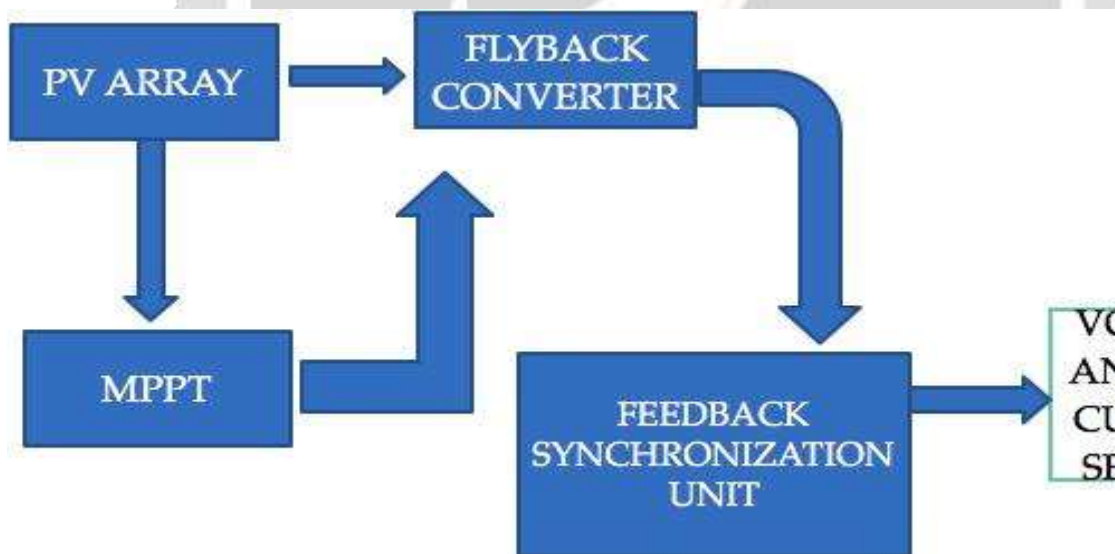 PV ARRAY
FLYBACK
CONVERTER
MPPT
FEEDBACK
SYNCHRONIZATION
UNIT